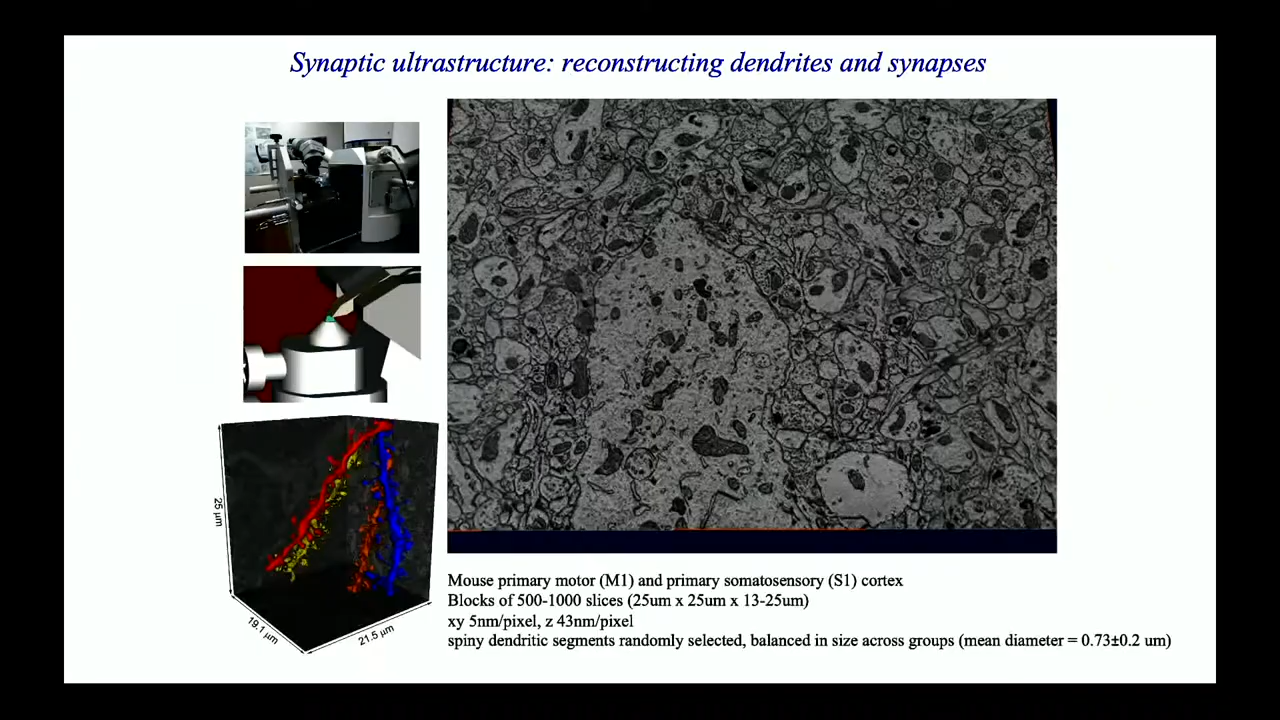 Synaptic ultrastructure: reconstructing dendrites and synapses
25 μm
19.1 μm
21.5 μm
Mouse primary motor (M1) and primary somatosensory (S1) cortex
Blocks of 500-1000 slices (25um x 25um x 13-25um)
xy 5nm/pixel, z 43nm/pixel
spiny dendritic segments randomly selected, balanced in size across groups (mean diameter = 0.73±0.2 um)